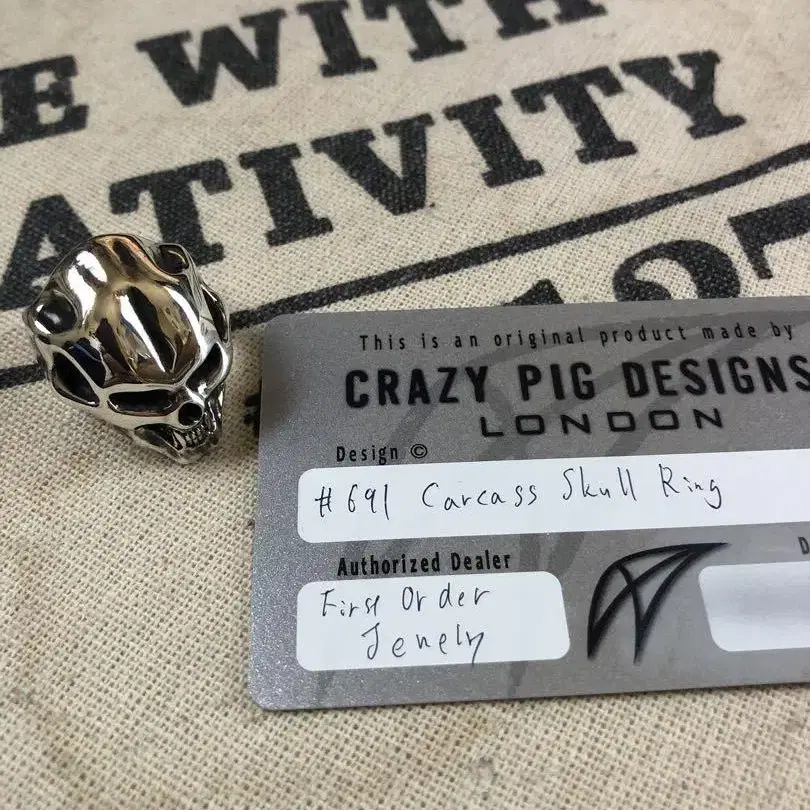 E WITH
ATIVITY
197
This is an original product made by
CRAZY PIG DESIGNS
LONDON
Design ©
#691 Carcass Skull Ring
Authorized Dealer
D
First Order
Jewelry